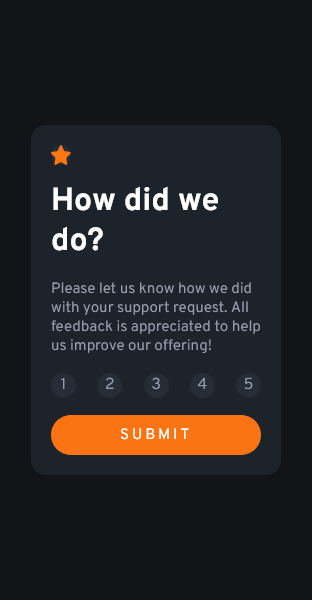 How did we
do?
Please let us know how we did
with your support request. All
feedback is appreciated to help
us improve our offering!
1 2 3 4 5
SUBMIT